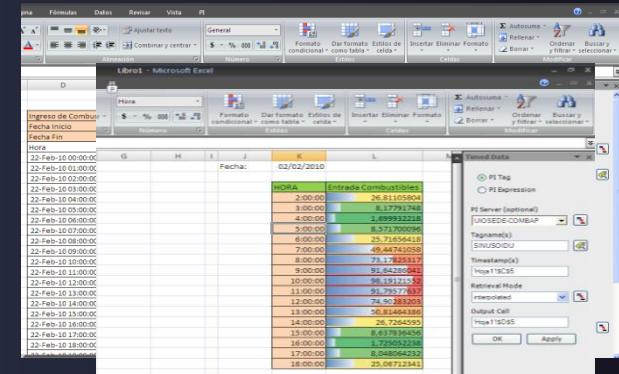 Fórmulas Datos Revisar Vista PI
Ajustar texto General Σ Autosuma
Rellenar
Combinar y centrar $ % 000 Formato condicional Dar formato como tabla Estilos de celda Insertar Eliminar Formato Borrar Ordenar y filtrar Buscar y seleccionar
Alineación Número Estilos Celdas Modificar
Libro1 - Microsoft Excel
Hora
$ % 000 Formato condicional Dar formato como tabla Estilos de celda Insertar Eliminar Formato
Σ Autosuma
Rellenar
Borrar
Ordenar y filtrar Buscar y seleccionar
Número Estilos Celdas Modificar
D
Ingreso de Combus
Fecha Inicio
Fecha Fin
Hora
22-Feb-10 00:00:00
22-Feb-10 01:00:00
22-Feb-10 02:00:00
22-Feb-10 03:00:00
22-Feb-10 04:00:00
22-Feb-10 05:00:00
22-Feb-10 06:00:00
22-Feb-10 07:00:00
22-Feb-10 08:00:00
22-Feb-10 09:00:00
22-Feb-10 10:00:00
22-Feb-10 11:00:00
22-Feb-10 12:00:00
22-Feb-10 13:00:00
22-Feb-10 14:00:00
22-Feb-10 15:00:00
22-Feb-10 16:00:00
22-Feb-10 17:00:00
22-Feb-10 18:00:00
G H I J K L M
Fecha: 02/02/2010
HORA Entrada Combustibles
2:00:00 26,81105804
3:00:00 8,17791748
4:00:00 1,699932218
5:00:00 8,571700096
6:00:00 25,71656418
7:00:00 49,44741058
8:00:00 73,17825317
9:00:00 91,64286041
10:00:00 98,19121552
11:00:00 91,79577637
12:00:00 74,90283203
13:00:00 50,81464386
14:00:00 26,7264595
15:00:00 8,637936456
16:00:00 1,725052238
17:00:00 8,048064232
18:00:00 25,08712341
Timed Data
PI Tag
PI Expression
PI Server (optional)
UIOSEDE-COMBAP
Tagname(s)
SINUSOIDU
Timestamp(s)
'Hoja1'!$C$5
Retrieval Mode
interpolated
Output Cell
'Hoja1'!$D$5
OK Apply